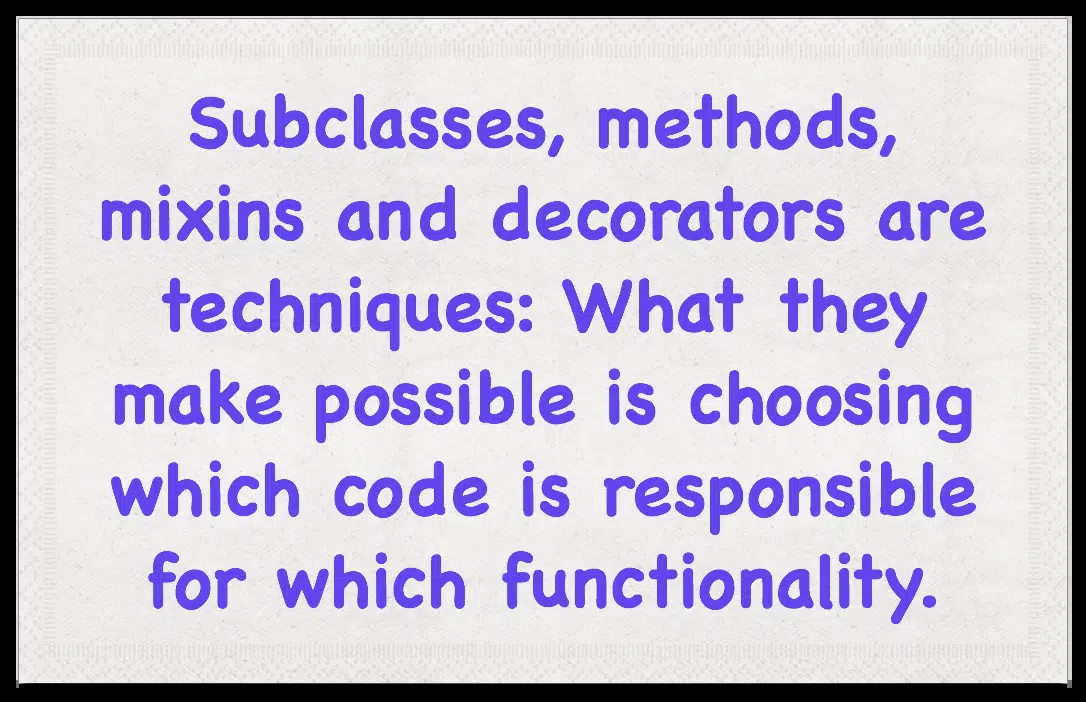 Subclasses, methods,
mixins and decorators are
techniques: What they
make possible is choosing
which code is responsible
for which functionality.